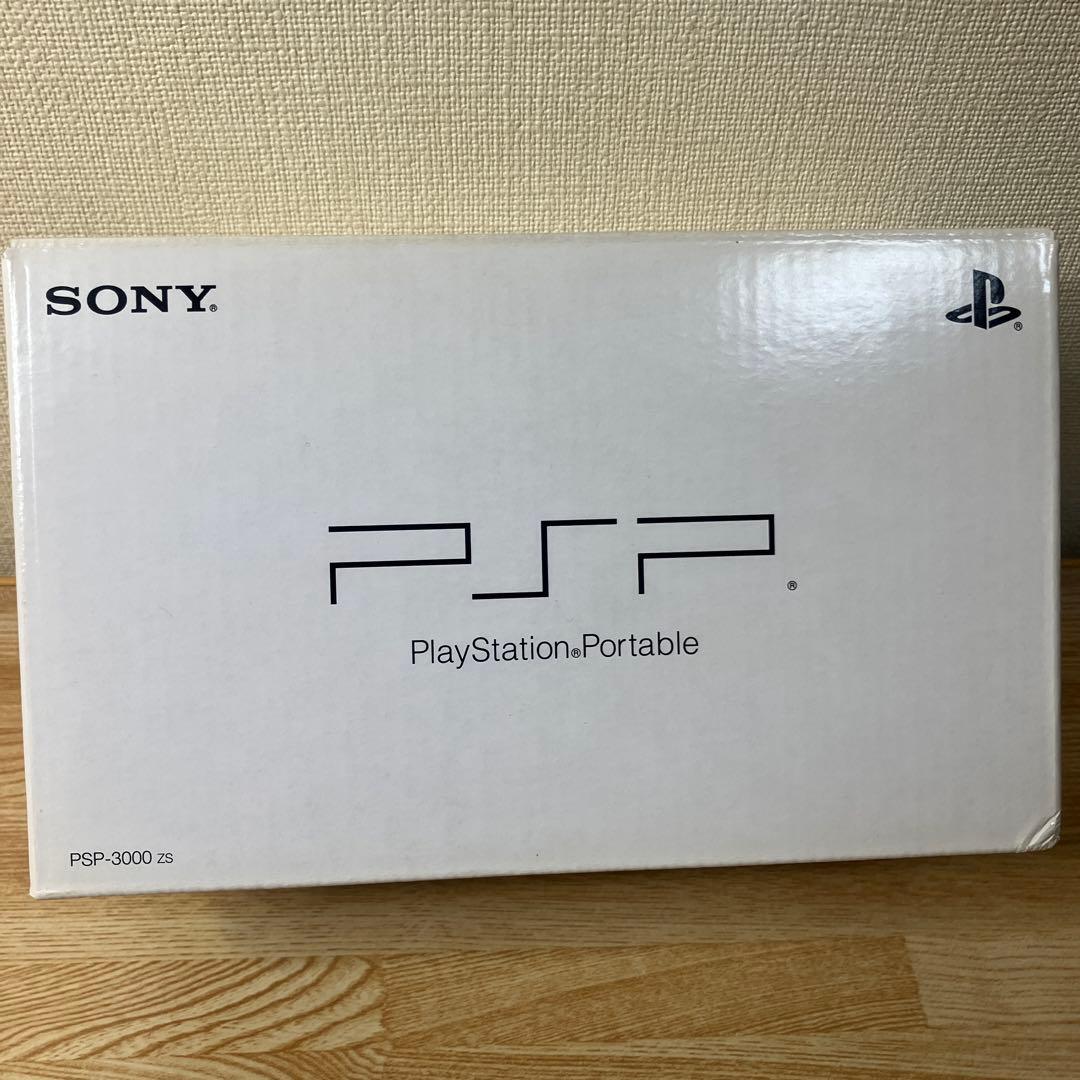 SONY®
PSP®
PlayStation®Portable
PSP-3000 ZS